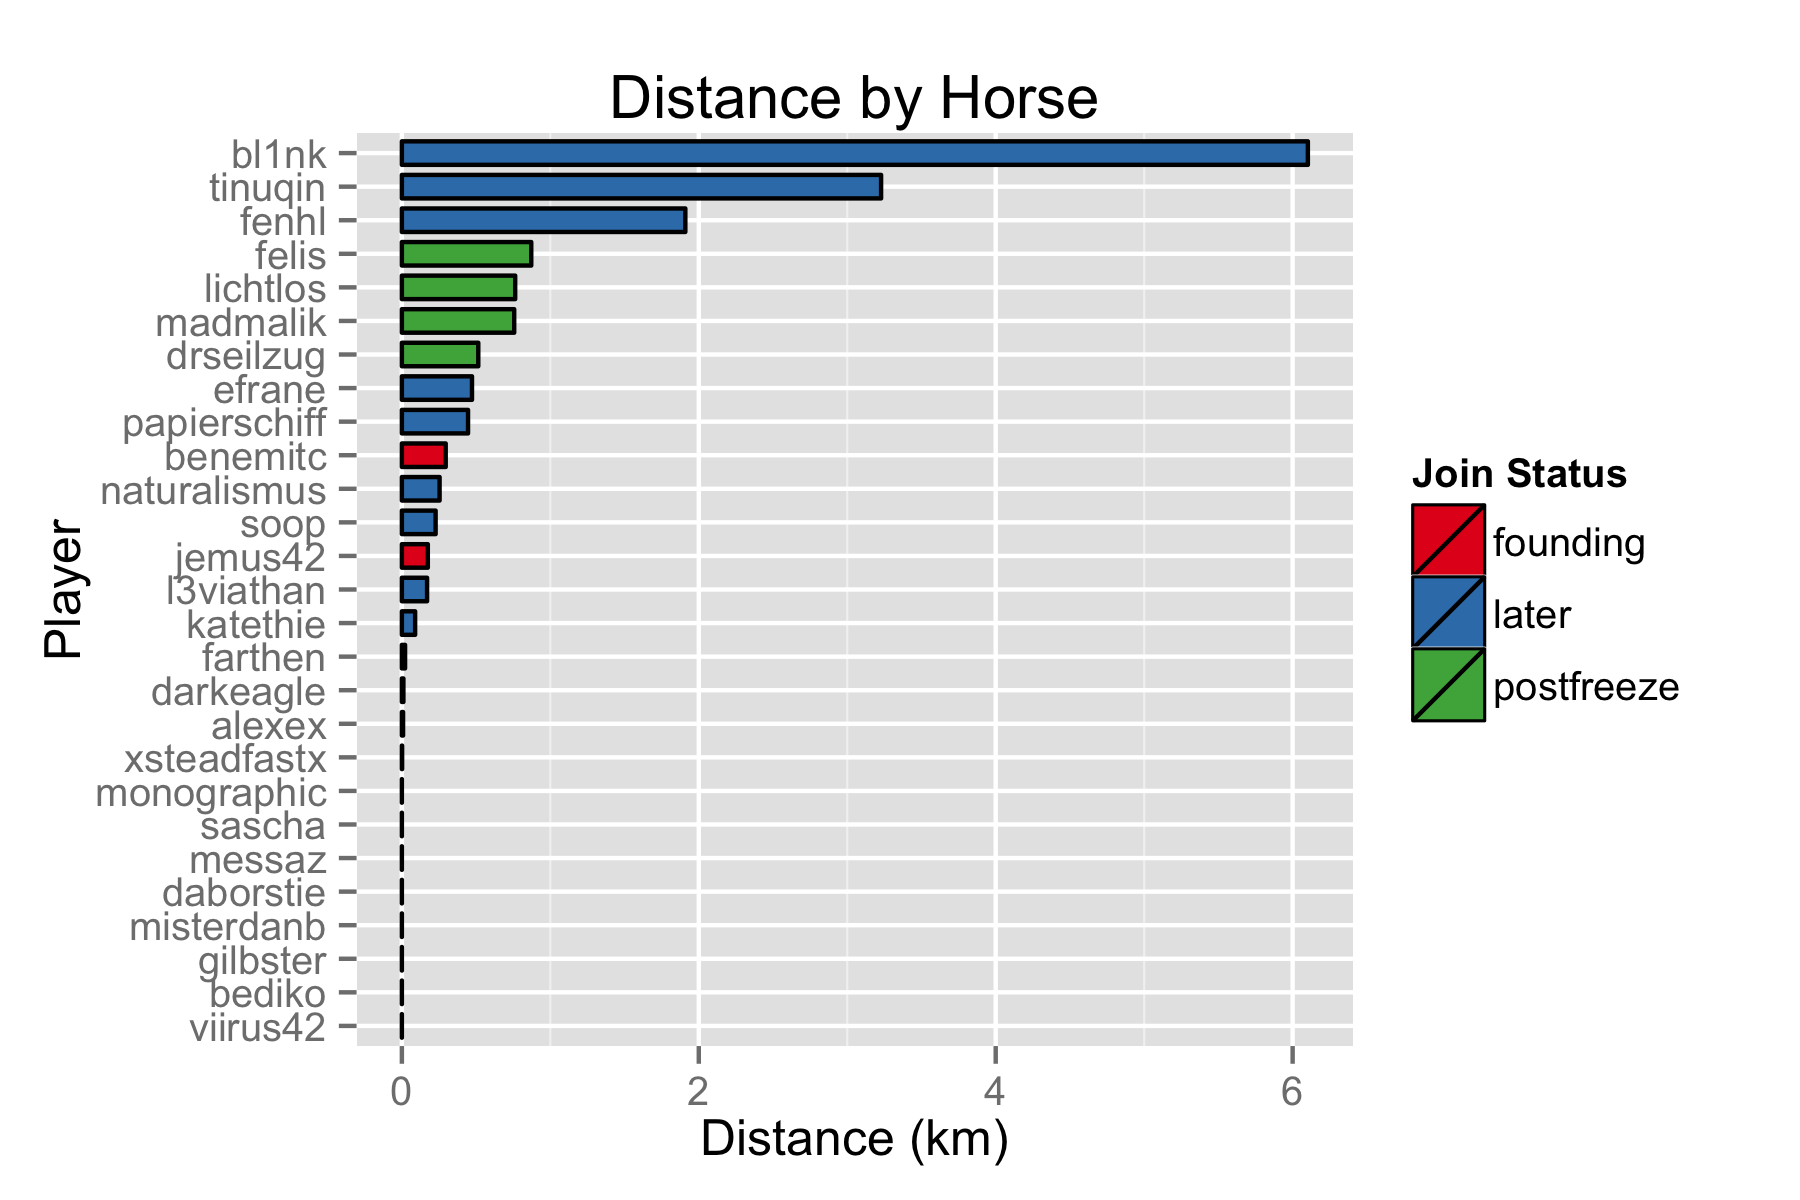 Distance by Horse
bl1nk
tinuqin
fenhl
felis
lichtlos
madmalik
drseilzug
efrane
papierschiff
benemitc
naturalismus
soop
jemus42
l3viathan
katethie
farthen
darkeagle
alexex
xsteadfastx
monographic
sascha
messaz
daborstie
misterdanb
gilbster
bediko
viirus42
Player
0 2 4 6
Distance (km)
Join Status
founding
later
postfreeze